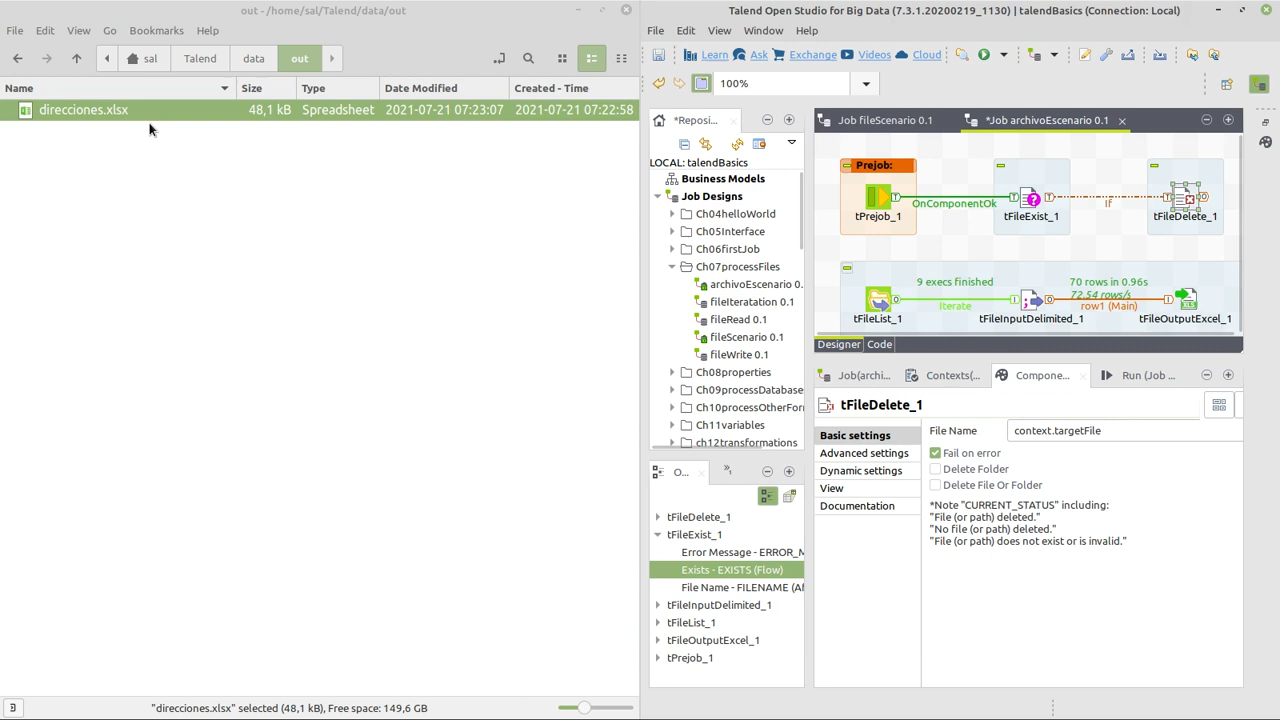 out - /home/sal/Talend/data/out
File Edit View Go Bookmarks Help
sal Talend data out
Name Size Type Date Modified Created - Time
direcciones.xlsx 48,1 kB Spreadsheet 2021-07-21 07:23:07 2021-07-21 07:22:58
"direcciones.xlsx" selected (48,1 kB), Free space: 149,6 GB
Talend Open Studio for Big Data (7.3.1.20200219_1130) | talendBasics (Connection: Local)
File Edit View Window Help
Learn Ask Exchange Videos Cloud
100%
*Reposi...
LOCAL: talendBasics
Business Models
Job Designs
Ch04helloWorld
Ch05Interface
Ch06firstJob
Ch07processFiles
archivoEscenario 0.
fileIteratation 0.1
fileRead 0.1
fileScenario 0.1
fileWrite 0.1
Ch08properties
Ch09processDatabase
Ch10processOtherFor
Ch11variables
ch12transformations
O...
tFileDelete_1
tFileExist_1
Error Message - ERROR_M
Exists - EXISTS (Flow)
File Name - FILENAME (Af
tFileInputDelimited_1
tFileList_1
tFileOutputExcel_1
tPrejob_1
Job fileScenario 0.1 *Job archivoEscenario 0.1
Prejob:
OnComponentOk If
tPrejob_1 tFileExist_1 tFileDelete_1
9 execs finished 70 rows in 0.96s
72.54 rows/s
Iterate row1 (Main)
tFileList_1 tFileInputDelimited_1 tFileOutputExcel_1
Designer Code
Job(archi... Contexts(... Compone... Run (Job ...
tFileDelete_1
Basic settings
Advanced settings
Dynamic settings
View
Documentation
File Name context.targetFile
Fail on error
Delete Folder
Delete File Or Folder
*Note "CURRENT_STATUS" including:
"File (or path) deleted."
"No file (or path) deleted."
"File (or path) does not exist or is invalid."